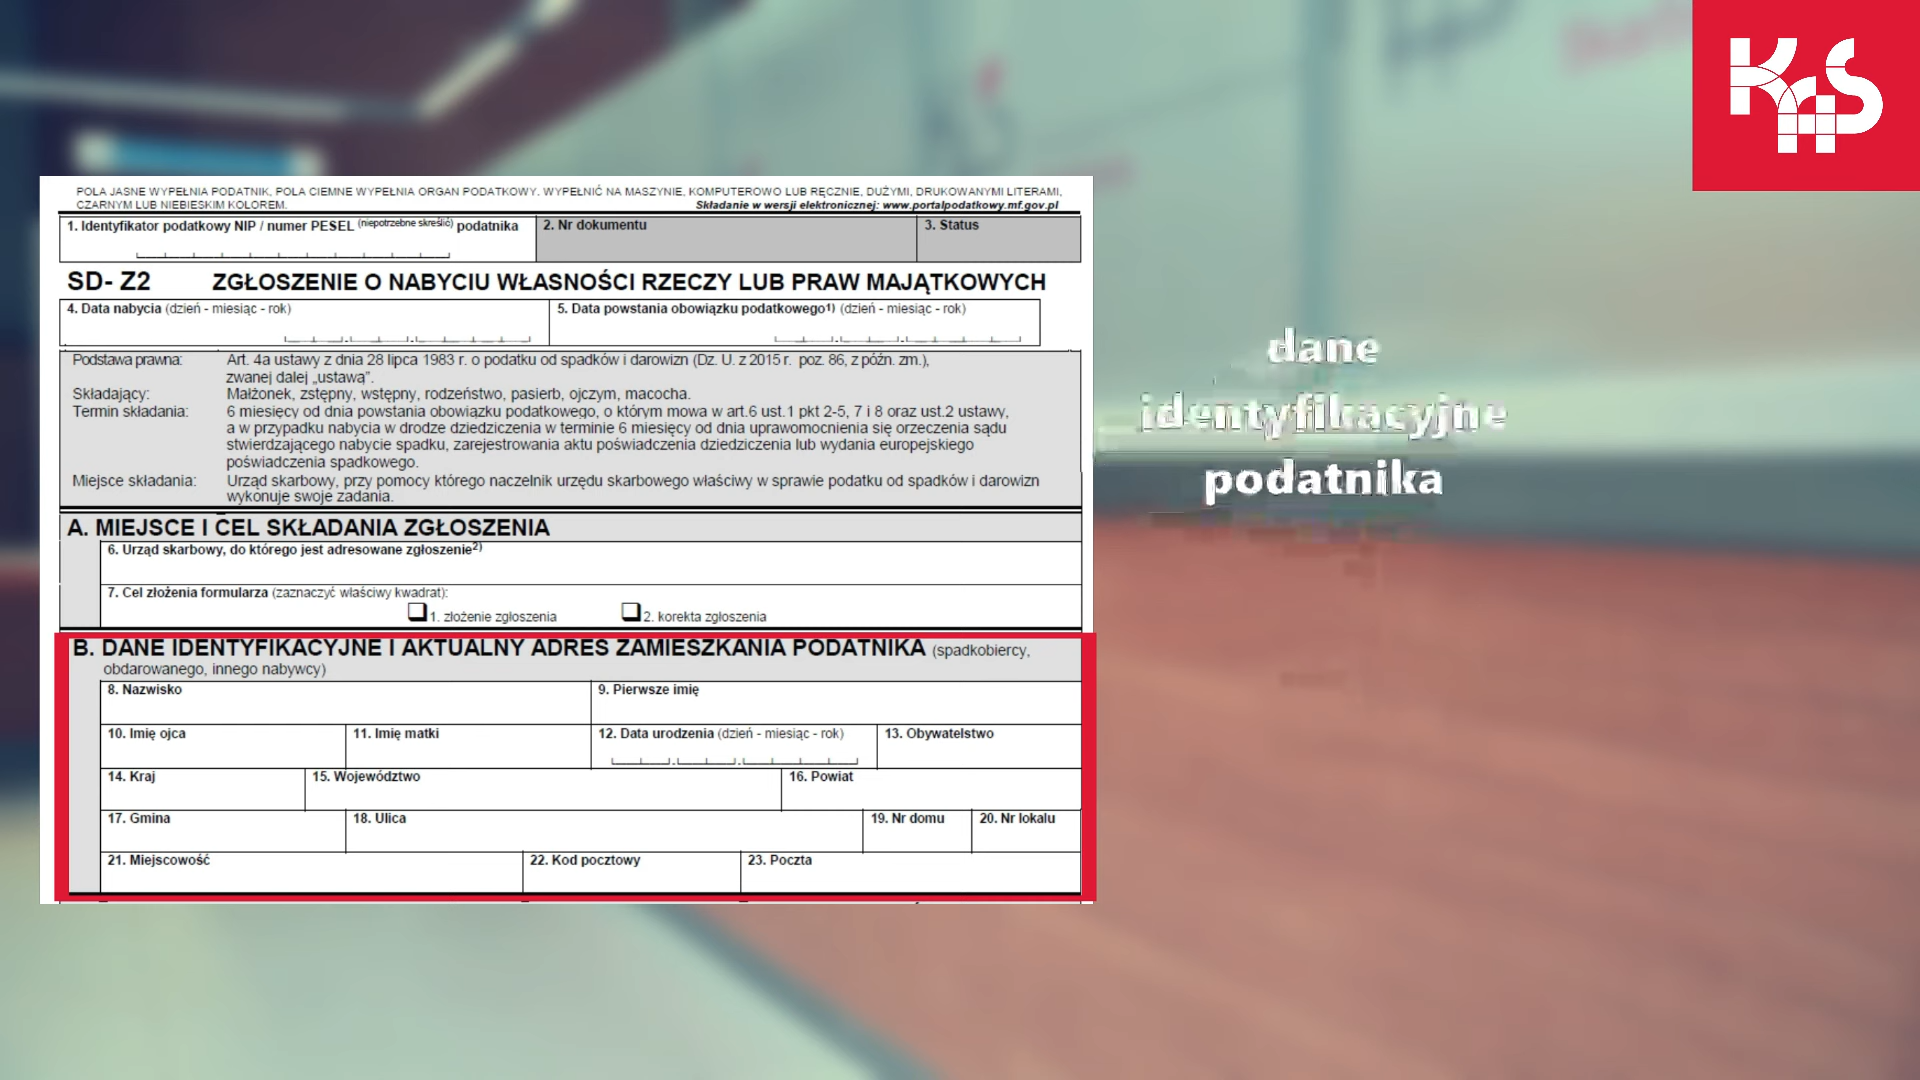 POLA JASNE WYPEŁNIA PODATNIK, POLA CIEMNE WYPEŁNIA ORGAN PODATKOWY. WYPEŁNIĆ NA MASZYNIE, KOMPUTEROWO LUB RĘCZNIE, DUŻYMI, DRUKOWANYMI LITERAMI,
CZARNYM LUB NIEBIESKIM KOLOREM.
Składanie w wersji elektronicznej: www.portalpodatkowy.mf.gov.pl
1. Identyfikator podatkowy NIP / numer PESEL (niepotrzebne skreślić) podatnika
2. Nr dokumentu
3. Status
SD- Z2 ZGŁOSZENIE O NABYCIU WŁASNOŚCI RZECZY LUB PRAW MAJĄTKOWYCH
4. Data nabycia (dzień - miesiąc - rok)
5. Data powstania obowiązku podatkowego1) (dzień - miesiąc - rok)
Podstawa prawna: Art. 4a ustawy z dnia 28 lipca 1983 r. o podatku od spadków i darowizn (Dz. U. z 2015 r. poz. 86, z późn. zm.),
zwanej dalej „ustawą”.
Składający: Małżonek, zstępny, wstępny, rodzeństwo, pasierb, ojczym, macocha.
Termin składania: 6 miesięcy od dnia powstania obowiązku podatkowego, o którym mowa w art.6 ust.1 pkt 2-5, 7 i 8 oraz ust.2 ustawy,
a w przypadku nabycia w drodze dziedziczenia w terminie 6 miesięcy od dnia uprawomocnienia się orzeczenia sądu
stwierdzającego nabycie spadku, zarejestrowania aktu poświadczenia dziedziczenia lub wydania europejskiego
poświadczenia spadkowego.
Miejsce składania: Urząd skarbowy, przy pomocy którego naczelnik urzędu skarbowego właściwy w sprawie podatku od spadków i darowizn
wykonuje swoje zadania.
A. MIEJSCE I CEL SKŁADANIA ZGŁOSZENIA
6. Urząd skarbowy, do którego jest adresowane zgłoszenie2)
7. Cel złożenia formularza (zaznaczyć właściwy kwadrat):
1. złożenie zgłoszenia 2. korekta zgłoszenia
B. DANE IDENTYFIKACYJNE I AKTUALNY ADRES ZAMIESZKANIA PODATNIKA (spadkobiercy,
obdarowanego, innego nabywcy)
8. Nazwisko 9. Pierwsze imię
10. Imię ojca 11. Imię matki 12. Data urodzenia (dzień - miesiąc - rok) 13. Obywatelstwo
14. Kraj 15. Województwo 16. Powiat
17. Gmina 18. Ulica 19. Nr domu 20. Nr lokalu
21. Miejscowość 22. Kod pocztowy 23. Poczta
dane
identyfikacyjne
podatnika
KAS